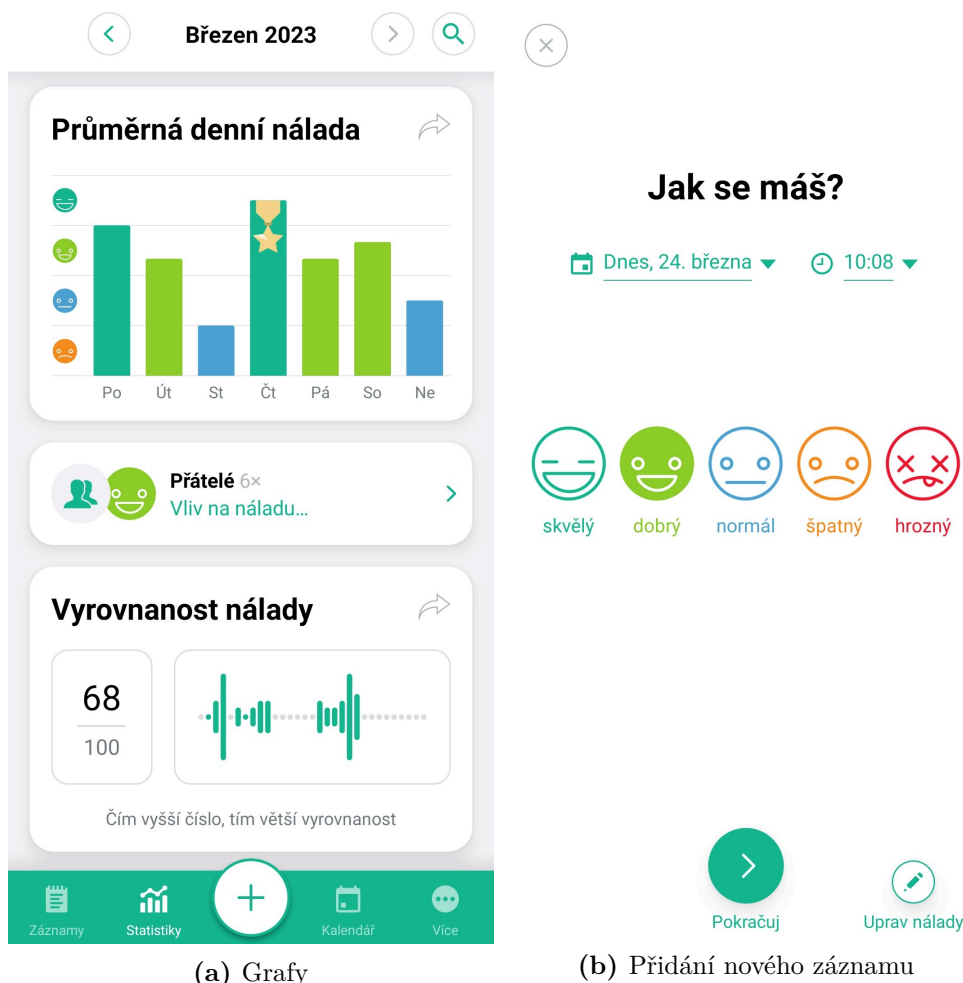 Březen 2023
Průměrná denní nálada
Po Út St Čt Pá So Ne
Přátelé 6×
Vliv na náladu...
Vyrovnanost nálady
68
100
Čím vyšší číslo, tím větší vyrovnanost
Záznamy Statistiky Kalendář Více
(a) Grafy
Jak se máš?
Dnes, 24. března 10:08
skvělý dobrý normál špatný hrozný
Pokračuj Uprav nálady
(b) Přidání nového záznamu